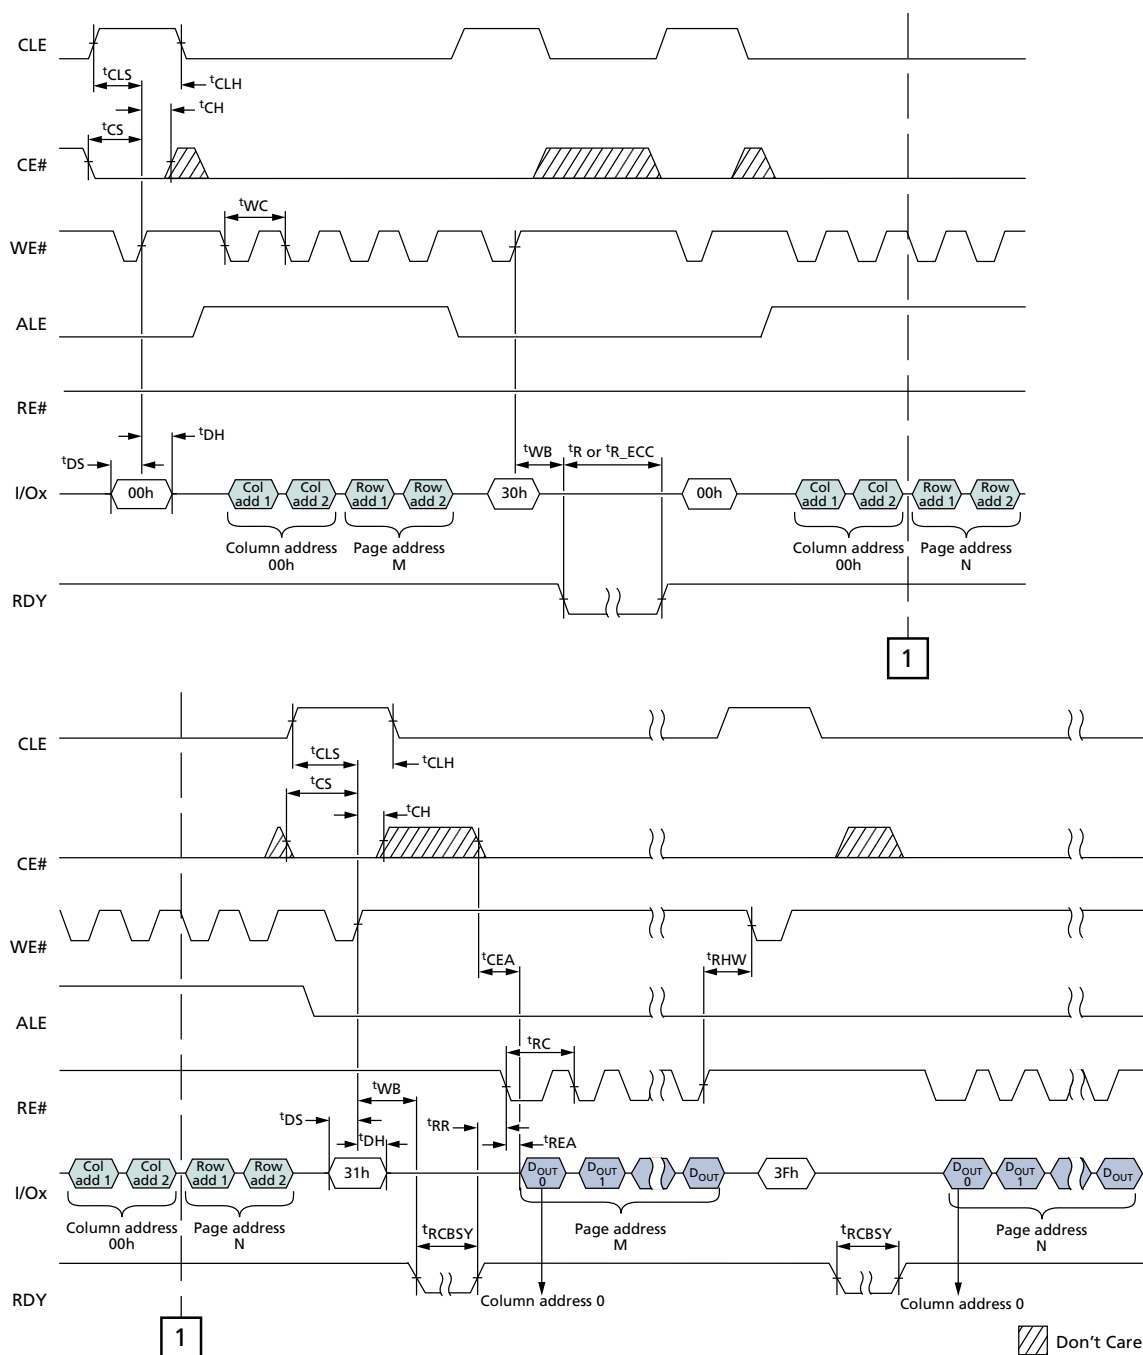 CLE
tCLS
tCLH
tCH
tCS
CE#
tWC
WE#
ALE
RE#
tDH
tWB
tR or tR_ECC
tDS
I/Ox
00h
Col add 1
Col add 2
Row add 1
Row add 2
30h
00h
Col add 1
Col add 2
Row add 1
Row add 2
Column address 00h
Page address M
Column address 00h
Page address N
RDY
1
CLE
tCLS
tCLH
tCS
tCH
CE#
WE#
tCEA
tRHW
ALE
tRC
RE#
tWB
tDS
tRR
tDH
tREA
I/Ox
Col add 1
Col add 2
Row add 1
Row add 2
31h
DOUT 0
DOUT 1
DOUT
3Fh
DOUT 0
DOUT 1
DOUT
Column address 00h
Page address N
Page address M
Page address N
tRCBSY
tRCBSY
RDY
Column address 0
Column address 0
1
Don't Care